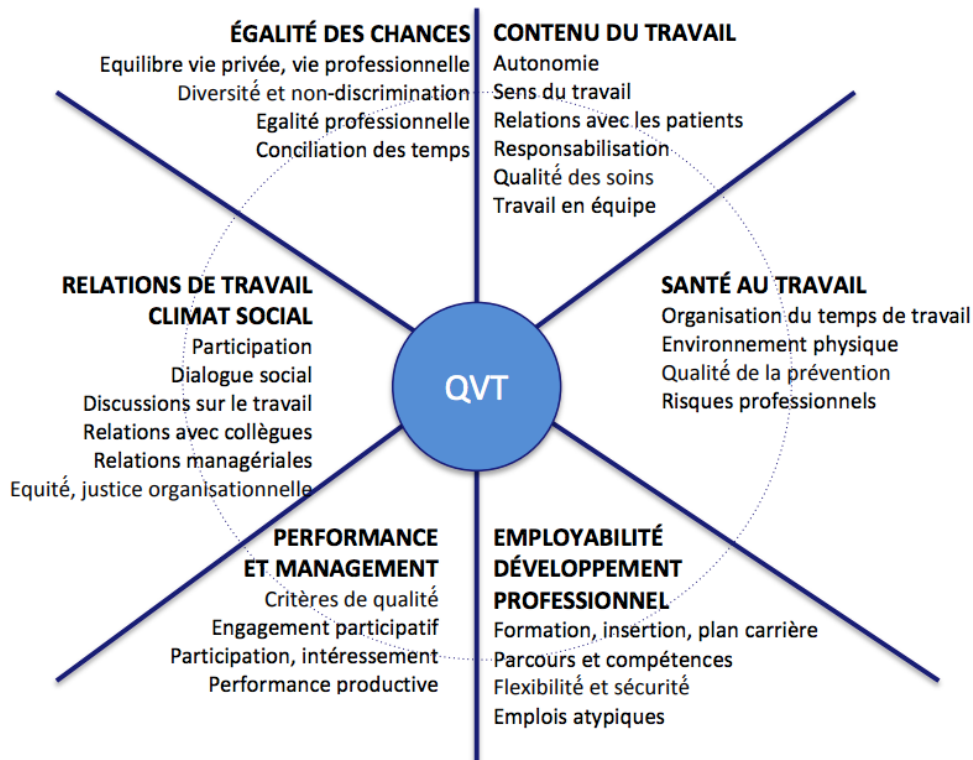 ÉGALITÉ DES CHANCES
Equilibre vie privée, vie professionnelle
Diversité et non-discrimination
Egalité professionnelle
Conciliation des temps
CONTENU DU TRAVAIL
Autonomie
Sens du travail
Relations avec les patients
Responsabilisation
Qualité des soins
Travail en équipe
RELATIONS DE TRAVAIL
CLIMAT SOCIAL
Participation
Dialogue social
Discussions sur le travail
Relations avec collègues
Relations managériales
Equité, justice organisationnelle
QVT
SANTÉ AU TRAVAIL
Organisation du temps de travail
Environnement physique
Qualité de la prévention
Risques professionnels
PERFORMANCE
ET MANAGEMENT
Critères de qualité
Engagement participatif
Participation, intéressement
Performance productive
EMPLOYABILITÉ
DÉVELOPPEMENT
PROFESSIONNEL
Formation, insertion, plan carrière
Parcours et compétences
Flexibilité et sécurité
Emplois atypiques